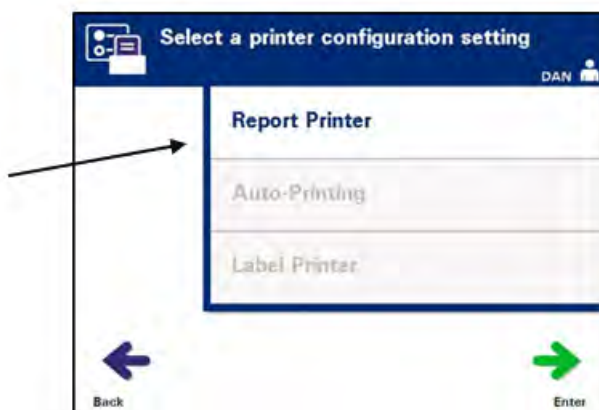 Select a printer configuration setting
DAN
Report Printer
Auto-Printing
Label Printer
Back
Enter